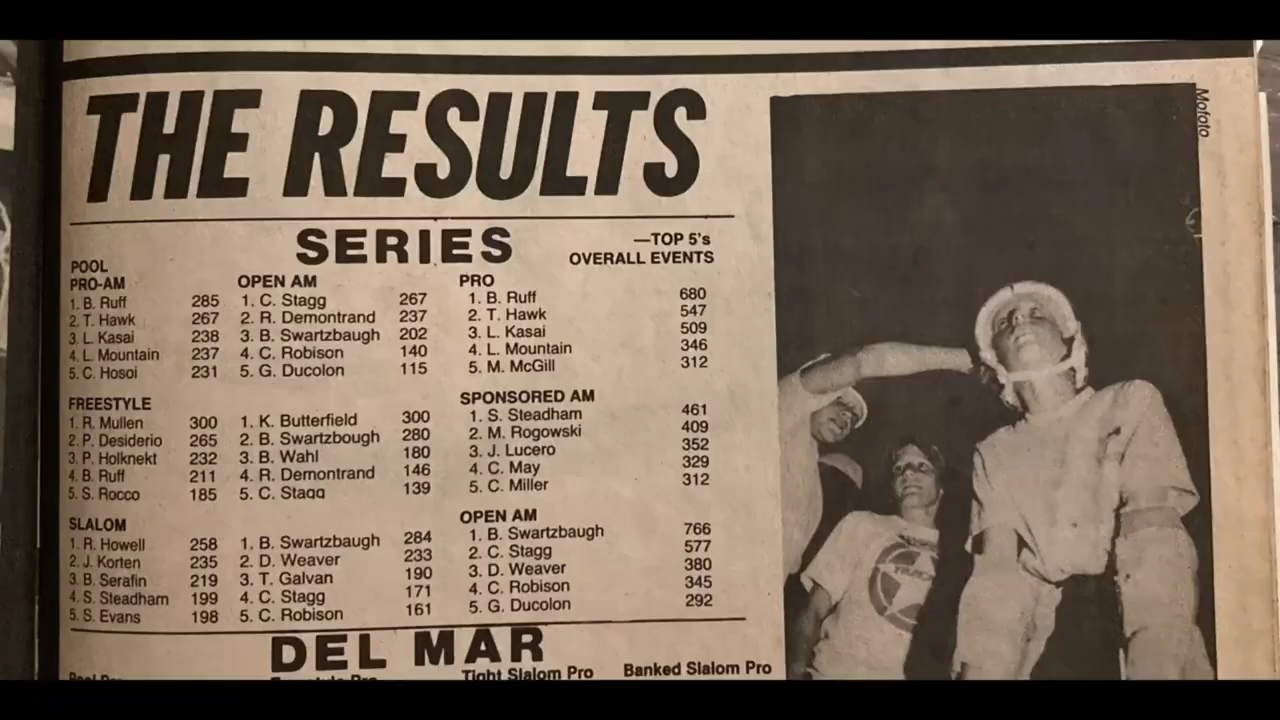 THE RESULTS
SERIES
—TOP 5's
OVERALL EVENTS
POOL
PRO-AM
1. B. Ruff 285
2. T. Hawk 267
3. L. Kasai 238
4. L. Mountain 237
5. C. Hosoi 231
OPEN AM
1. C. Stagg 267
2. R. Demontrand 237
3. B. Swartzbaugh 202
4. C. Robison 140
5. G. Ducolon 115
PRO
1. B. Ruff 680
2. T. Hawk 547
3. L. Kasai 509
4. L. Mountain 346
5. M. McGill 312
FREESTYLE
1. R. Mullen 300
2. P. Desiderio 265
3. P. Holknekt 232
4. B. Ruff 211
5. S. Rocco 185
1. K. Butterfield 300
2. B. Swartzbough 280
3. B. Wahl 180
4. R. Demontrand 146
5. C. Stagg 139
SPONSORED AM
1. S. Steadham 461
2. M. Rogowski 409
3. J. Lucero 352
4. C. May 329
5. C. Miller 312
SLALOM
1. R. Howell 258
2. J. Korten 235
3. B. Serafin 219
4. S. Steadham 199
5. S. Evans 198
1. B. Swartzbaugh 284
2. D. Weaver 233
3. T. Galvan 190
4. C. Stagg 171
5. C. Robison 161
OPEN AM
1. B. Swartzbaugh 766
2. C. Stagg 577
3. D. Weaver 380
4. C. Robison 345
5. G. Ducolon 292
DEL MAR
Tight Slalom Pro
Banked Slalom Pro
Mofoto